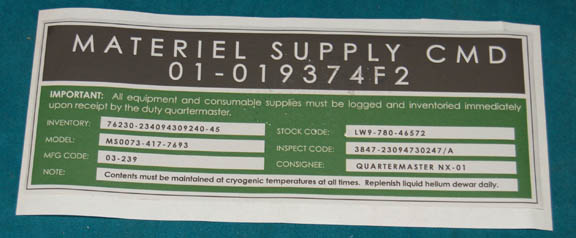 MATERIEL SUPPLY CMD
01-019374F2
IMPORTANT: All equipment and consumable supplies must be logged and inventoried immediately
upon receipt by the duty quartermaster.
INVENTORY: 76230-234094309240-45
MODEL: MS0073-417-7693
MFG CODE: 03-239
STOCK CODE: LW9-780-46572
INSPECT CODE: 3847-23094730247/A
CONSIGNEE: QUARTERMASTER NX-01
NOTE: Contents must be maintained at cryogenic temperatures at all times. Replenish liquid helium dewar daily.